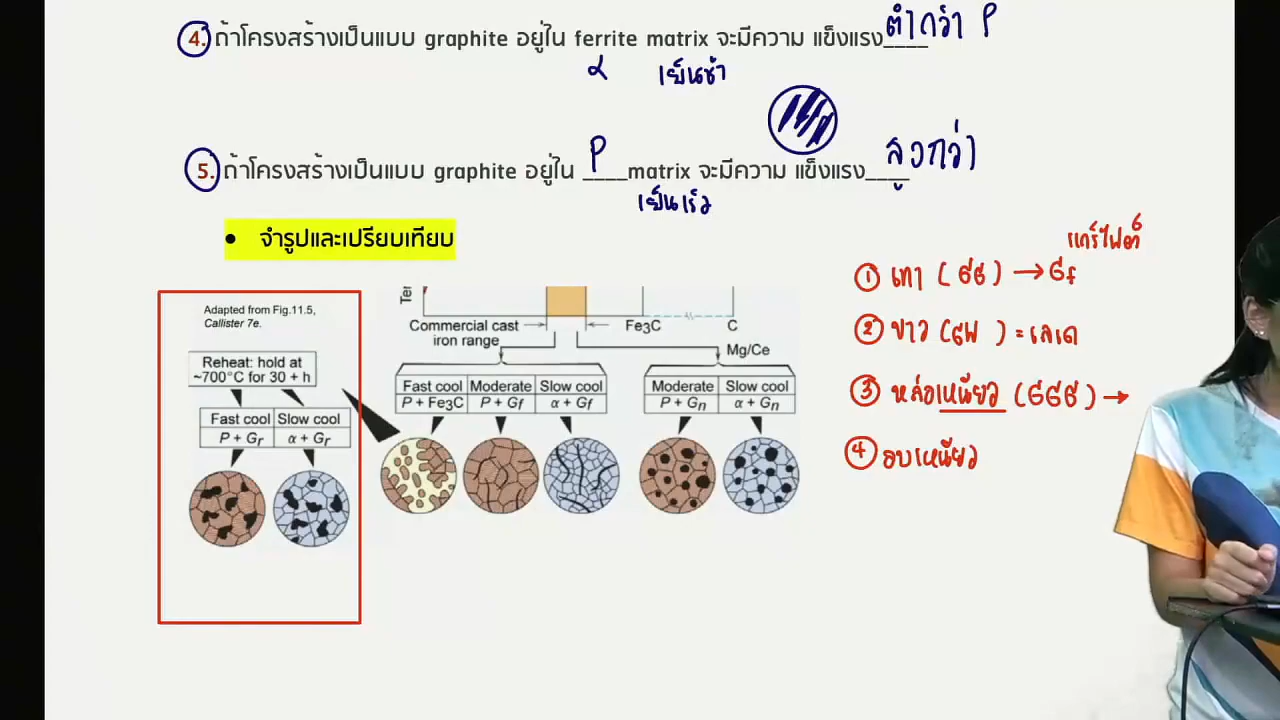 4. ถ้าโครงสร้างเป็นแบบ graphite อยู่ใน ferrite matrix จะมีความ แข็งแรง____ ต่ำกว่า P
α เย็นช้า
5. ถ้าโครงสร้างเป็นแบบ graphite อยู่ใน ____matrix จะมีความ แข็งแรง____ P สูงกว่า
เย็นเร็ว
• จำรูปและเปรียบเทียบ
Adapted from Fig.11.5,
Callister 7e.
Reheat: hold at
~700°C for 30 + h
Fast cool Slow cool
P + Gr α + Gr
Commercial cast
iron range
Fe3C C
Mg/Ce
Fast cool Moderate Slow cool
P + Fe3C P + Gf α + Gf
Moderate Slow cool
P + Gn α + Gn
แกร์ไฟต์
① เทา ( ) → Gf
② ขาว ( ) =
③ หล่อเหนียว ( ) →
④ อบเหนียว